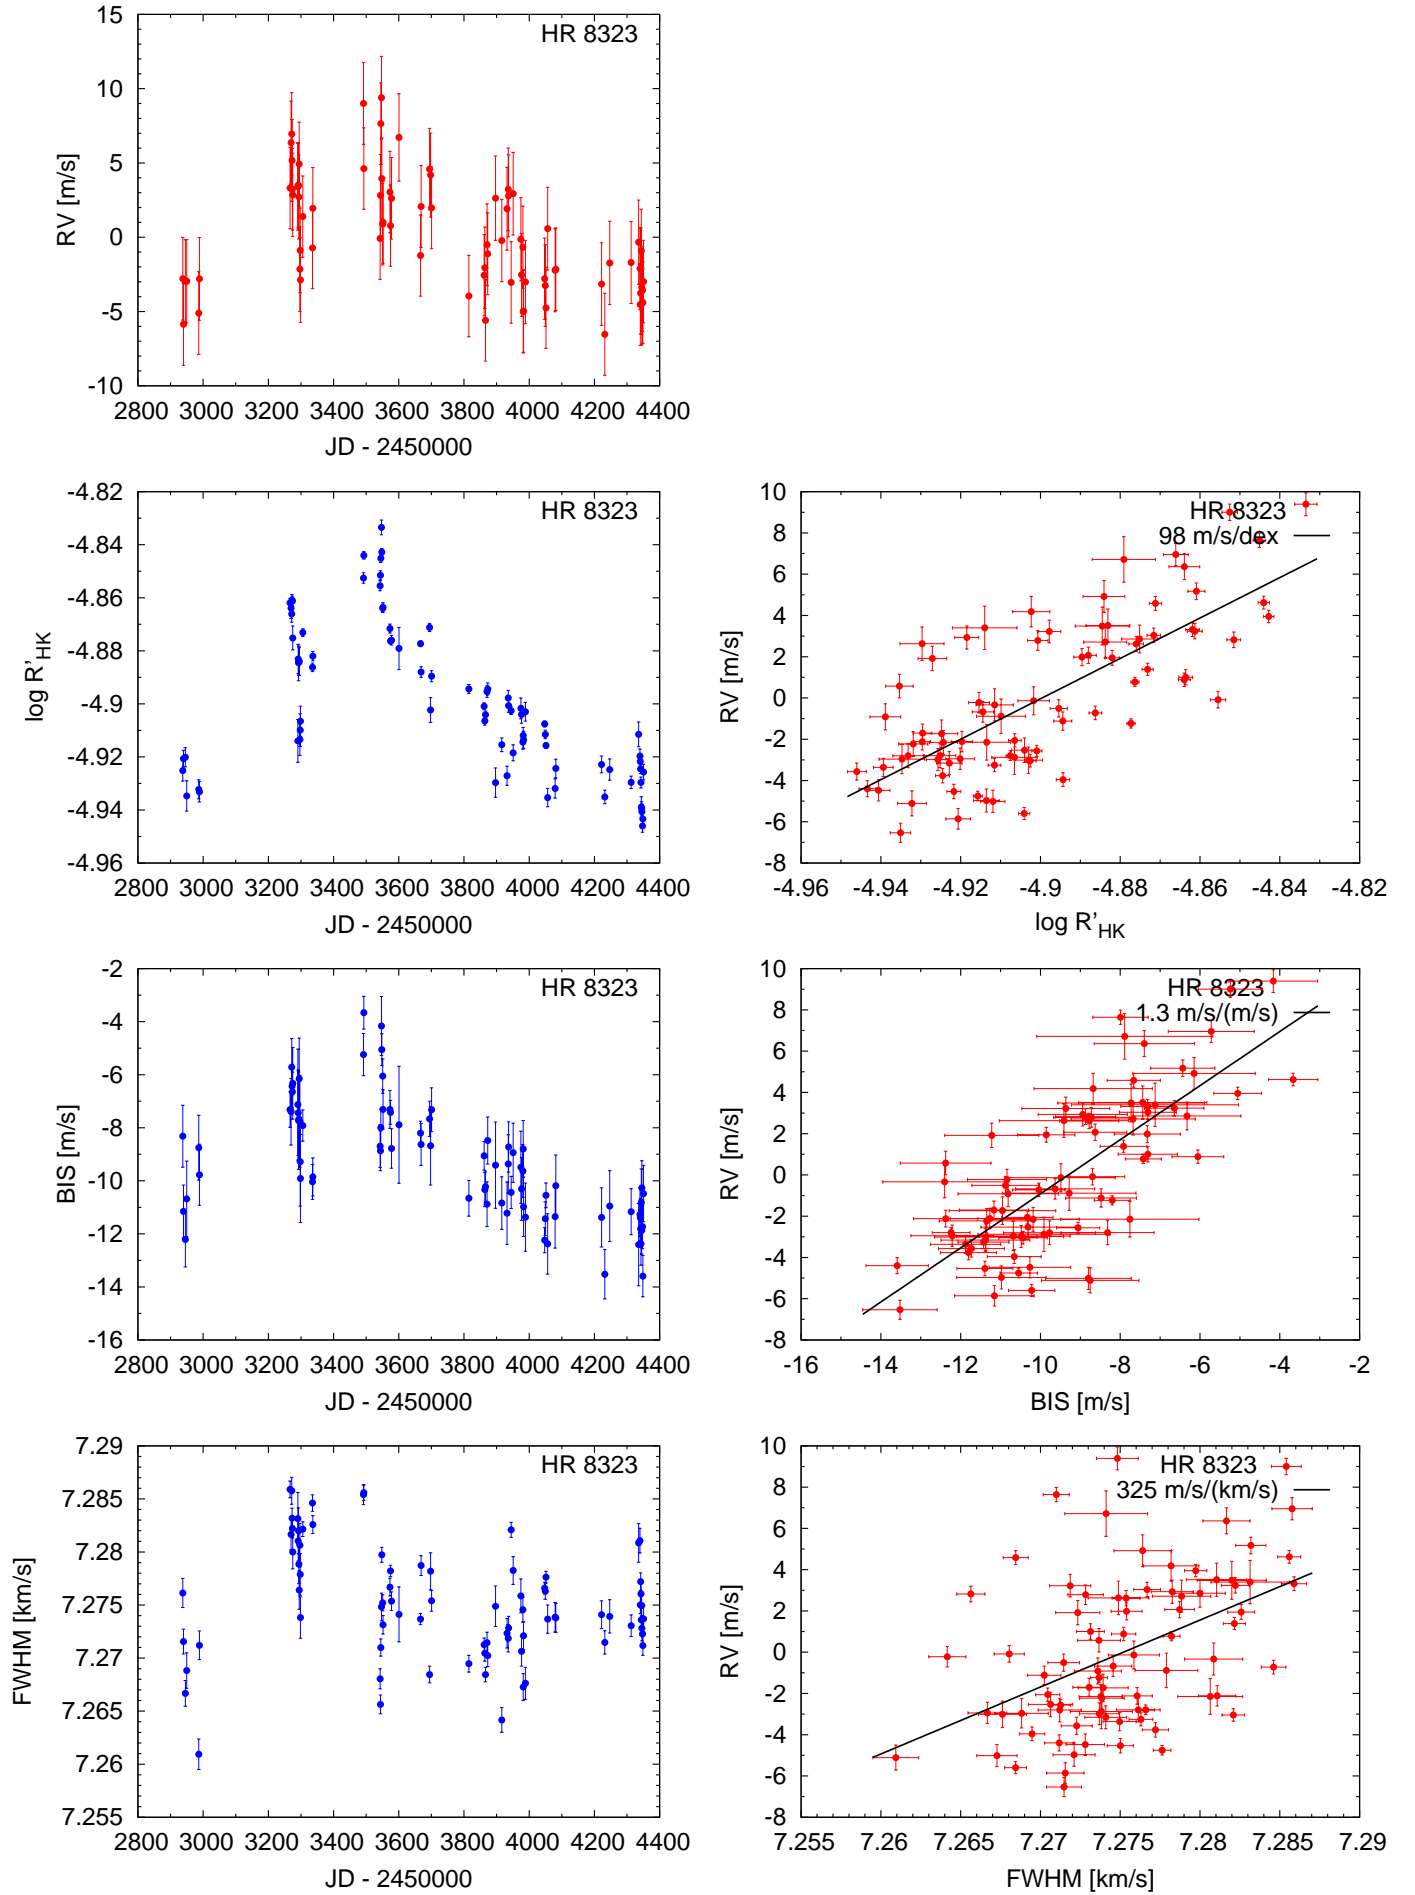 HR 8323
15
10
5
0
-5
-10
RV [m/s]
2800 3000 3200 3400 3600 3800 4000 4200 4400
JD - 2450000
HR 8323
-4.82
-4.84
-4.86
-4.88
-4.9
-4.92
-4.94
-4.96
log R'HK
2800 3000 3200 3400 3600 3800 4000 4200 4400
JD - 2450000
HR 8323
98 m/s/dex
10
8
6
4
2
0
-2
-4
-6
-8
RV [m/s]
-4.96 -4.94 -4.92 -4.9 -4.88 -4.86 -4.84 -4.82
log R'HK
HR 8323
-2
-4
-6
-8
-10
-12
-14
-16
BIS [m/s]
2800 3000 3200 3400 3600 3800 4000 4200 4400
JD - 2450000
HR 8323
1.3 m/s/(m/s)
10
8
6
4
2
0
-2
-4
-6
-8
RV [m/s]
-16 -14 -12 -10 -8 -6 -4 -2
BIS [m/s]
HR 8323
7.29
7.285
7.28
7.275
7.27
7.265
7.26
7.255
FWHM [km/s]
2800 3000 3200 3400 3600 3800 4000 4200 4400
JD - 2450000
HR 8323
325 m/s/(km/s)
10
8
6
4
2
0
-2
-4
-6
-8
RV [m/s]
7.255 7.26 7.265 7.27 7.275 7.28 7.285 7.29
FWHM [km/s]